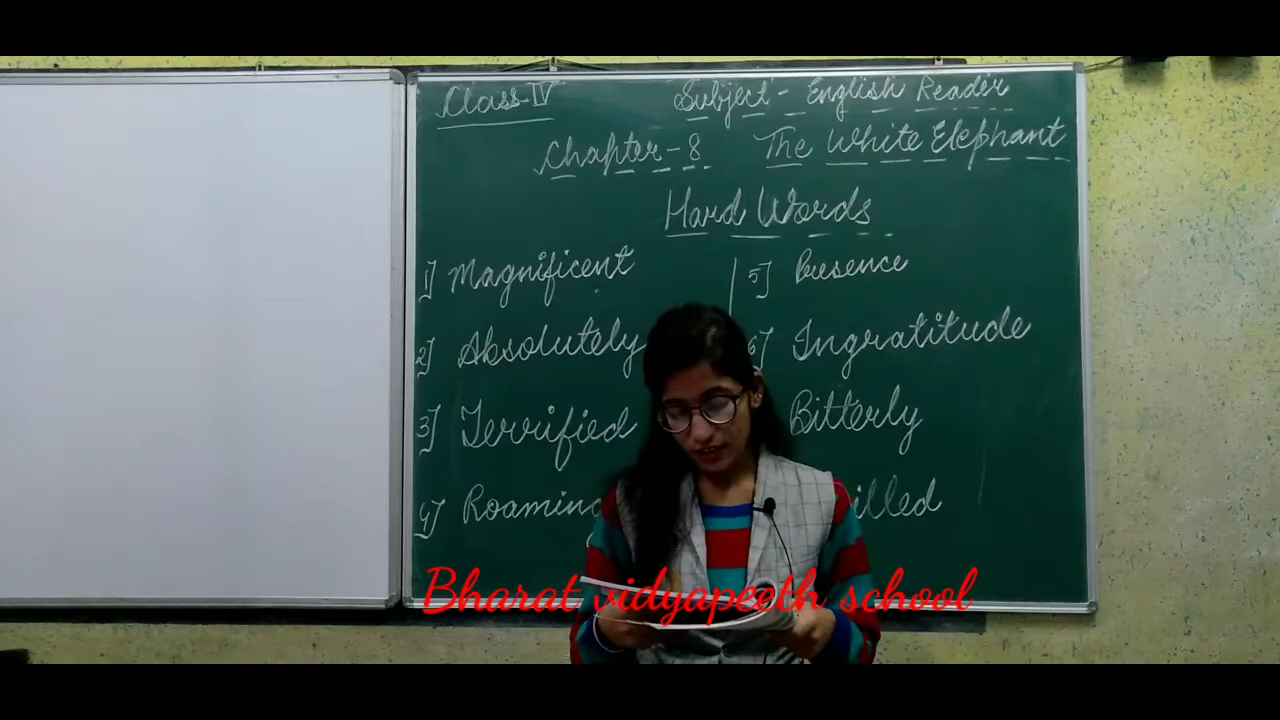 Class-IV Subject - English Reader
Chapter-8 The White Elephant
Hard Words
1] Magnificent
2] Absolutely
3] Terrified
4] Roaming
5] Presence
6] Ingratitude
Bitterly
illed
Bharat vidyapeeth school